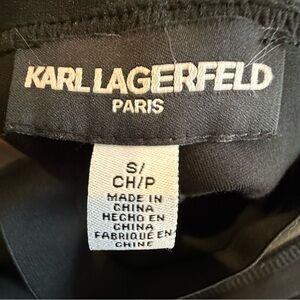 KARL LAGERFELD
PARIS
S/
CH/P
MADE IN
CHINA
HECHO EN
CHINA
FABRIQUÉ EN
CHINE